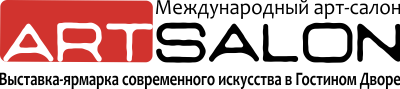 Международный арт-салон
ARTSALON
Выставка-ярмарка современного искусства в Гостином Дворе